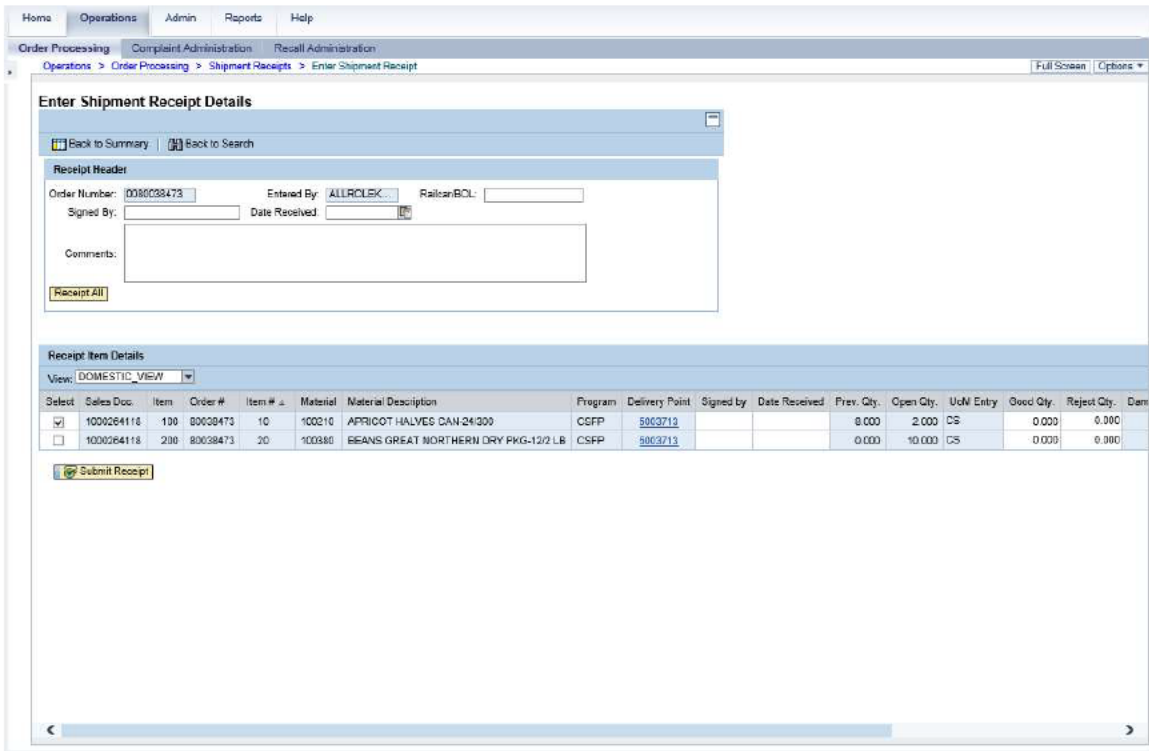 Home Operations Admin Reports Help
Order Processing Complaint Administration Recall Administration
Operations > Order Processing > Shipment Receipts > Enter Shipment Receipt Full Screen Options
Enter Shipment Receipt Details
Back to Summary Back to Search
Receipt Header
Order Number: 0080038473 Entered By: ALLROLEK... Railcar/BOL:
Signed By: Date Received:
Comments:
Receipt All
Receipt Item Details
View: DOMESTIC_VIEW
Select Sales Doc. Item Order # Item # Material Material Description Program Delivery Point Signed by Date Received Prev. Qty. Open Qty. UoM Entry Good Qty. Reject Qty. Dam
1000264118 100 80038473 10 100210 APRICOT HALVES CAN-24/300 CSFP 5003713 8.000 2.000 CS 0.000 0.000
1000264118 200 80038473 20 100380 BEANS GREAT NORTHERN DRY PKG-12/2 LB CSFP 5003713 0.000 10.000 CS 0.000 0.000
Submit Receipt